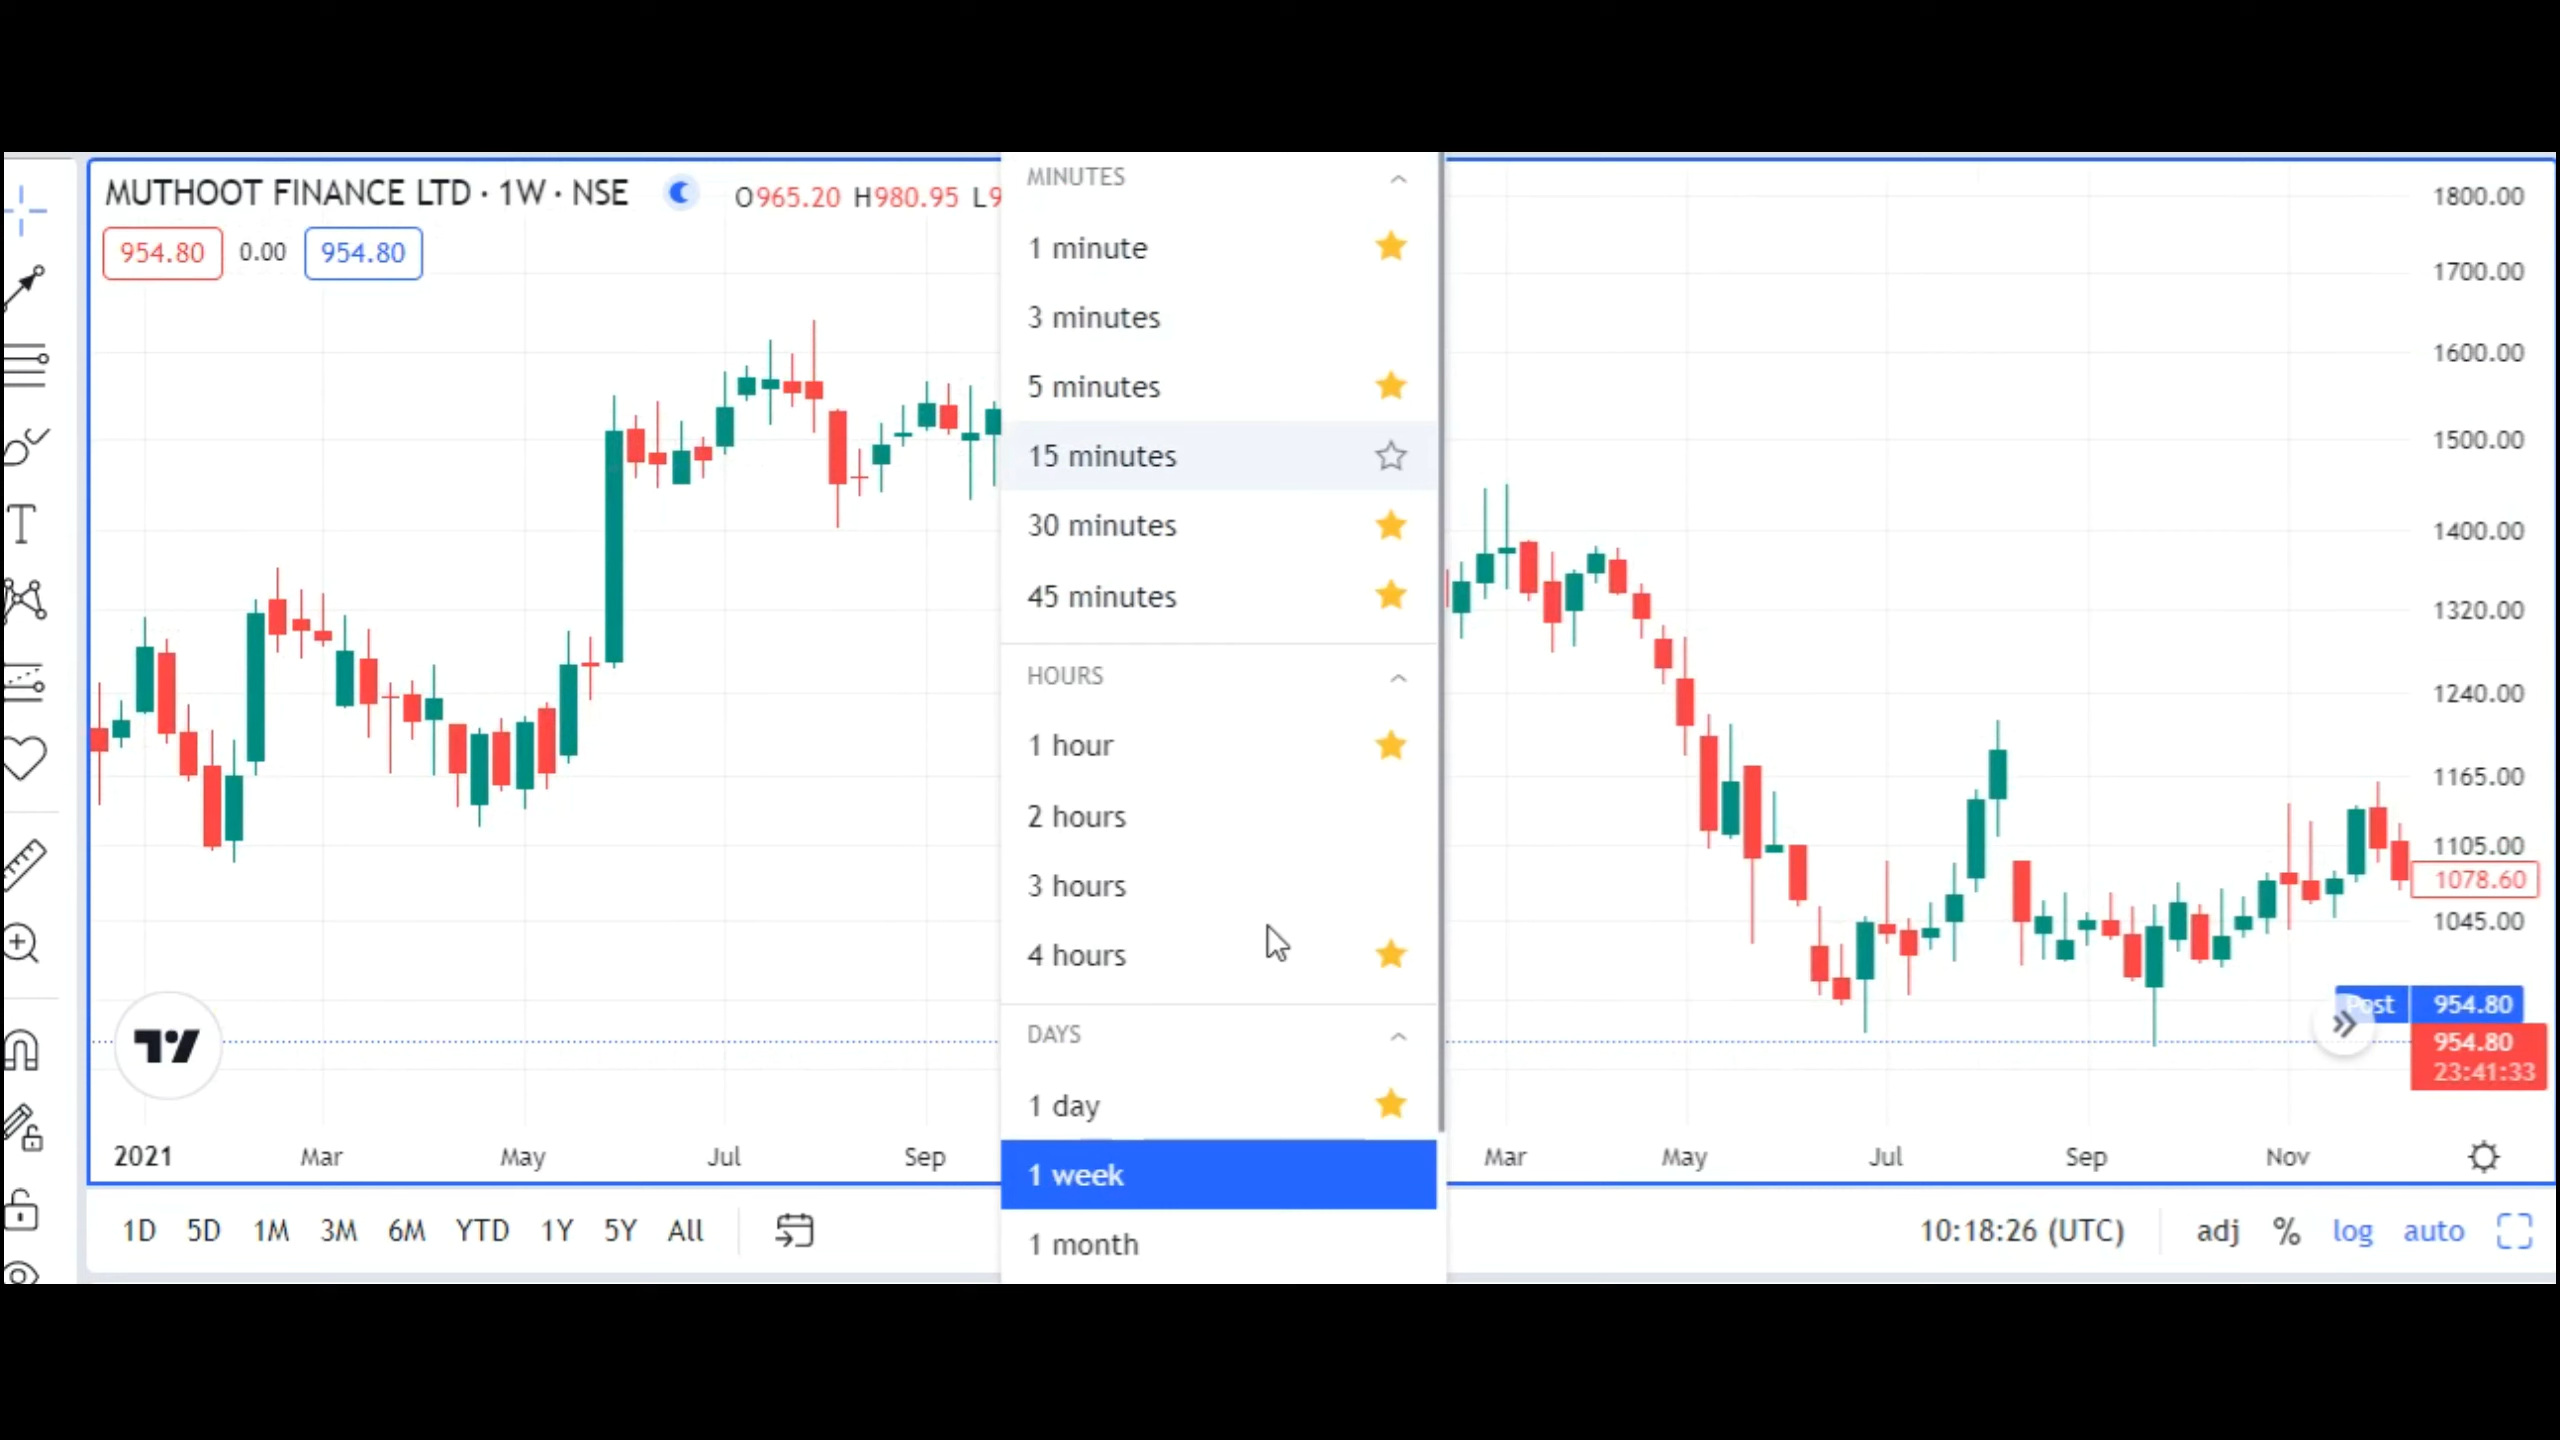 MUTHOOT FINANCE LTD · 1W · NSE O965.20 H980.95 L9
954.80 0.00 954.80
MINUTES
1 minute
3 minutes
5 minutes
15 minutes
30 minutes
45 minutes
HOURS
1 hour
2 hours
3 hours
4 hours
DAYS
1 day
1 week
1 month
1800.00
1700.00
1600.00
1500.00
1400.00
1320.00
1240.00
1165.00
1105.00
1078.60
1045.00
Post 954.80
954.80
23:41:33
2021 Mar May Jul Sep Mar May Jul Sep Nov
1D 5D 1M 3M 6M YTD 1Y 5Y All
10:18:26 (UTC) adj % log auto